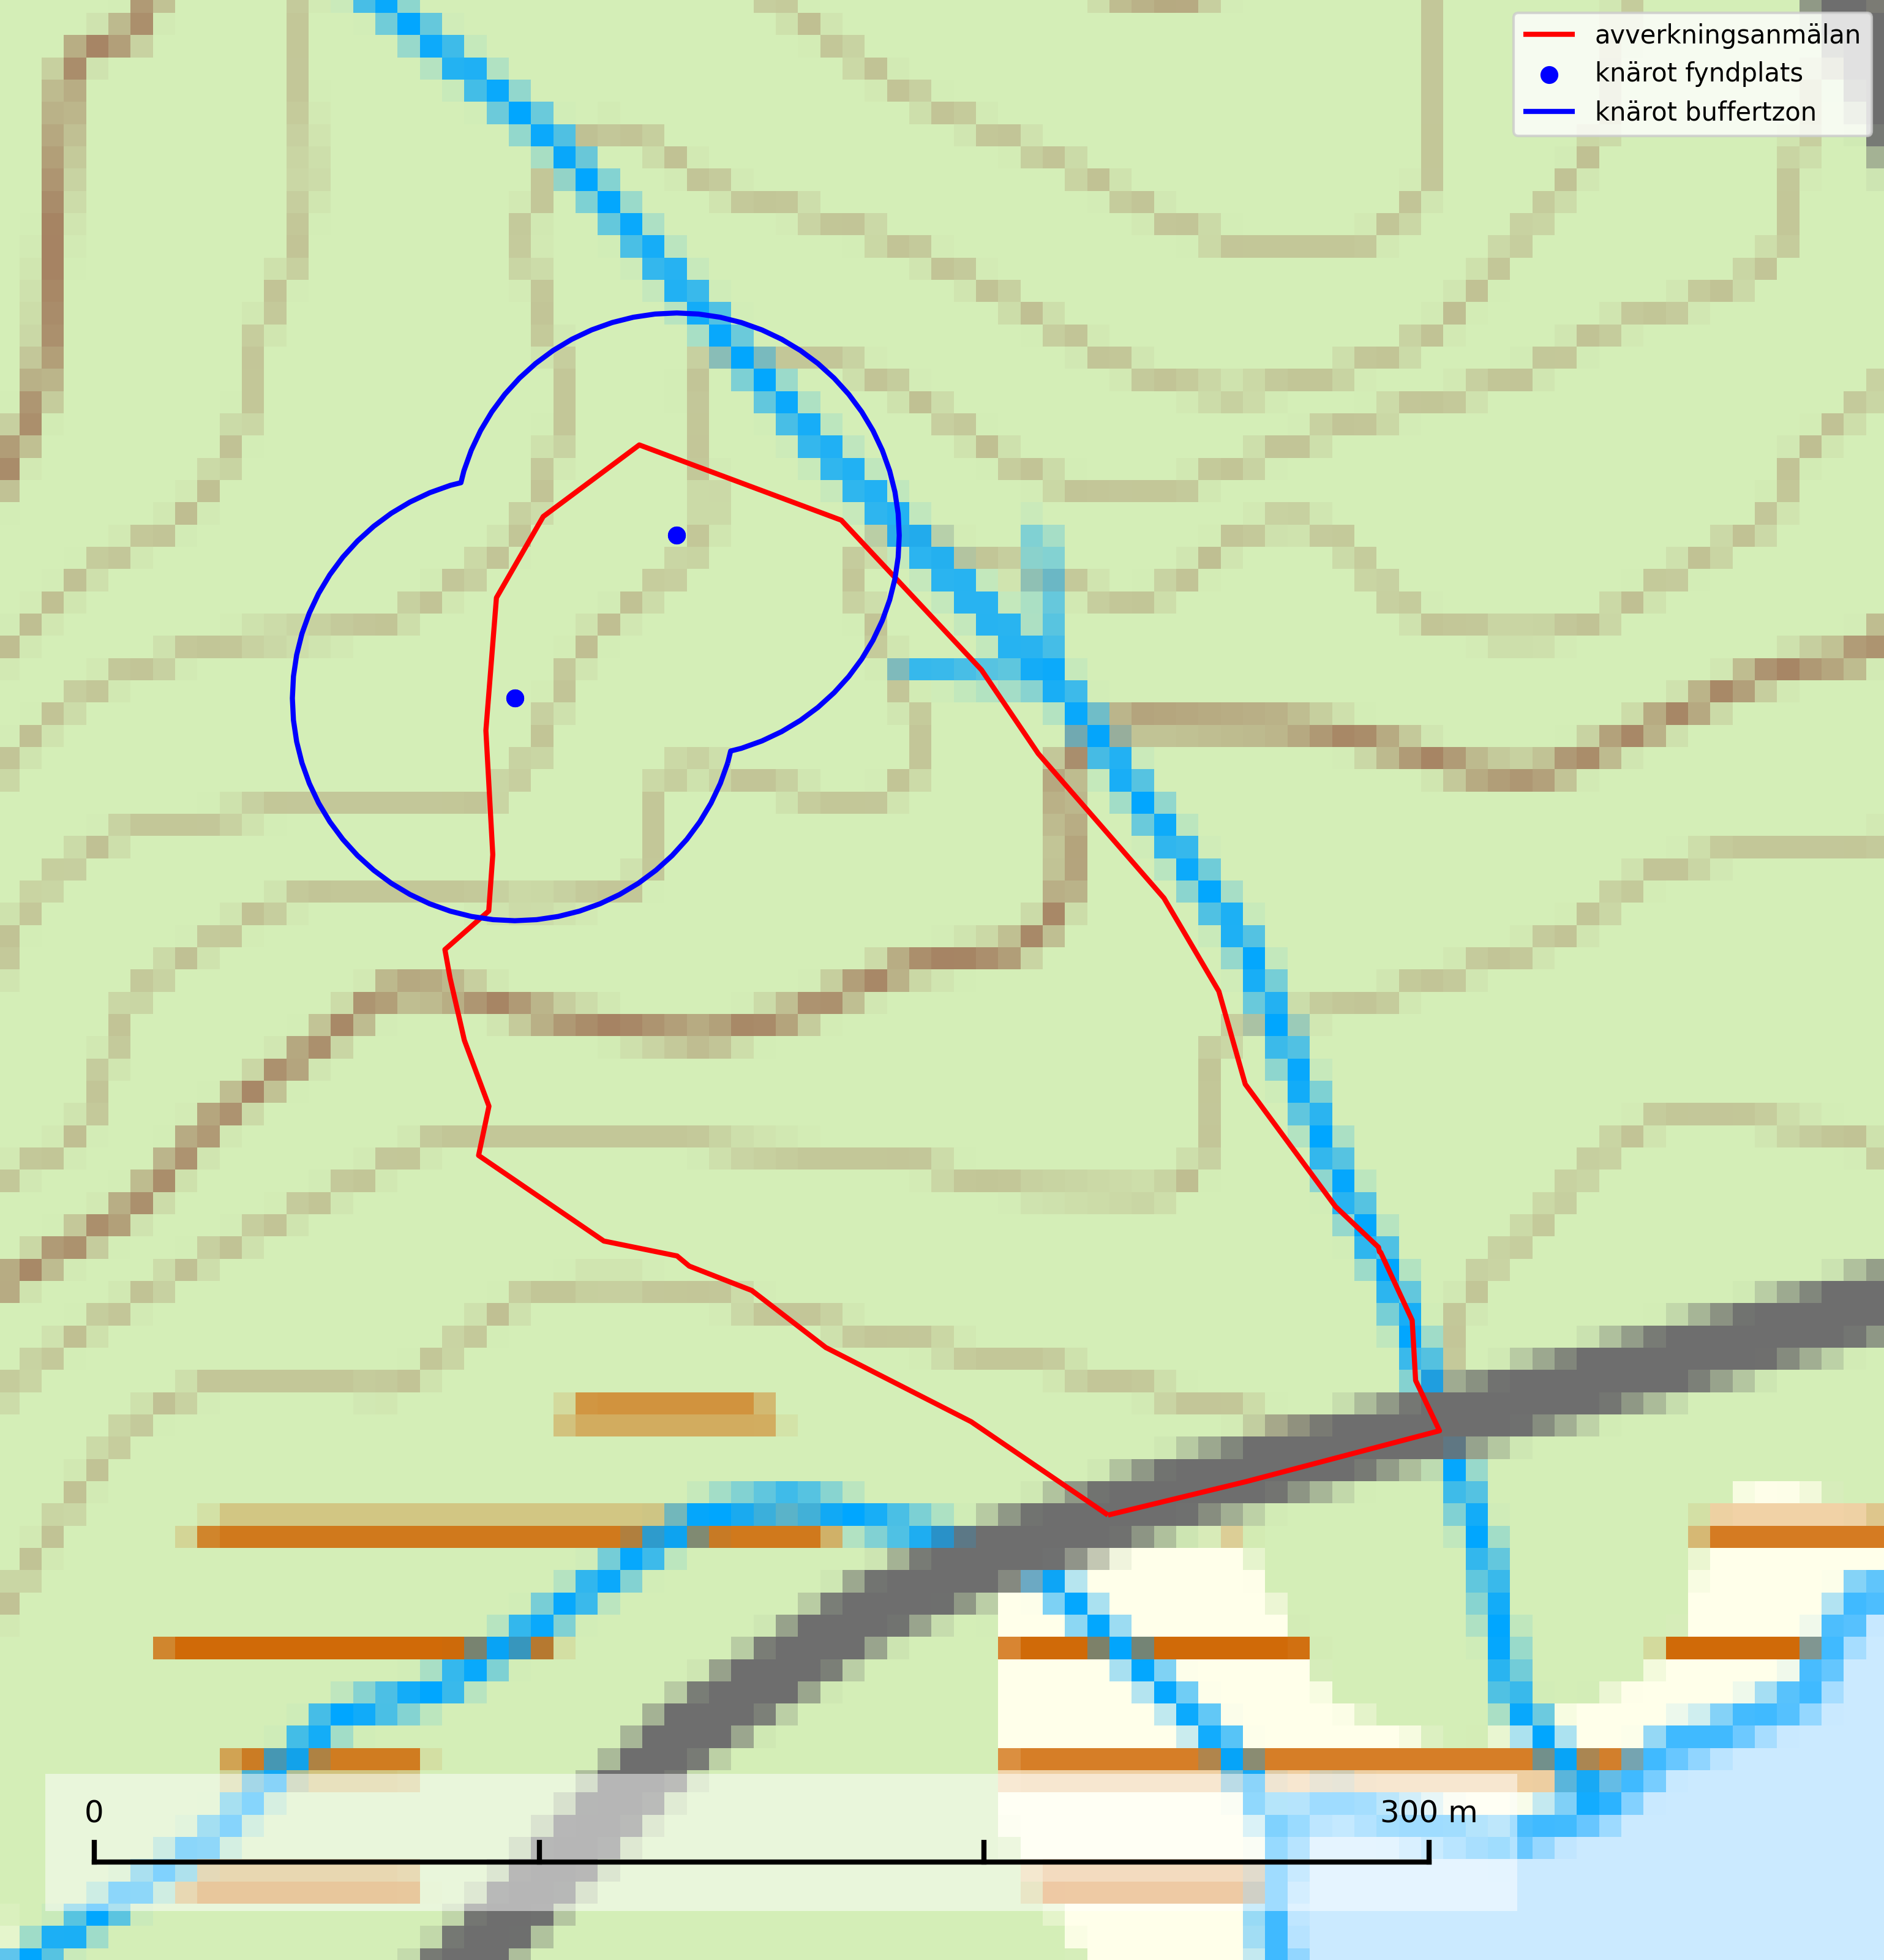 avverkningsanmälan
knärot fyndplats
knärot buffertzon
0
300 m